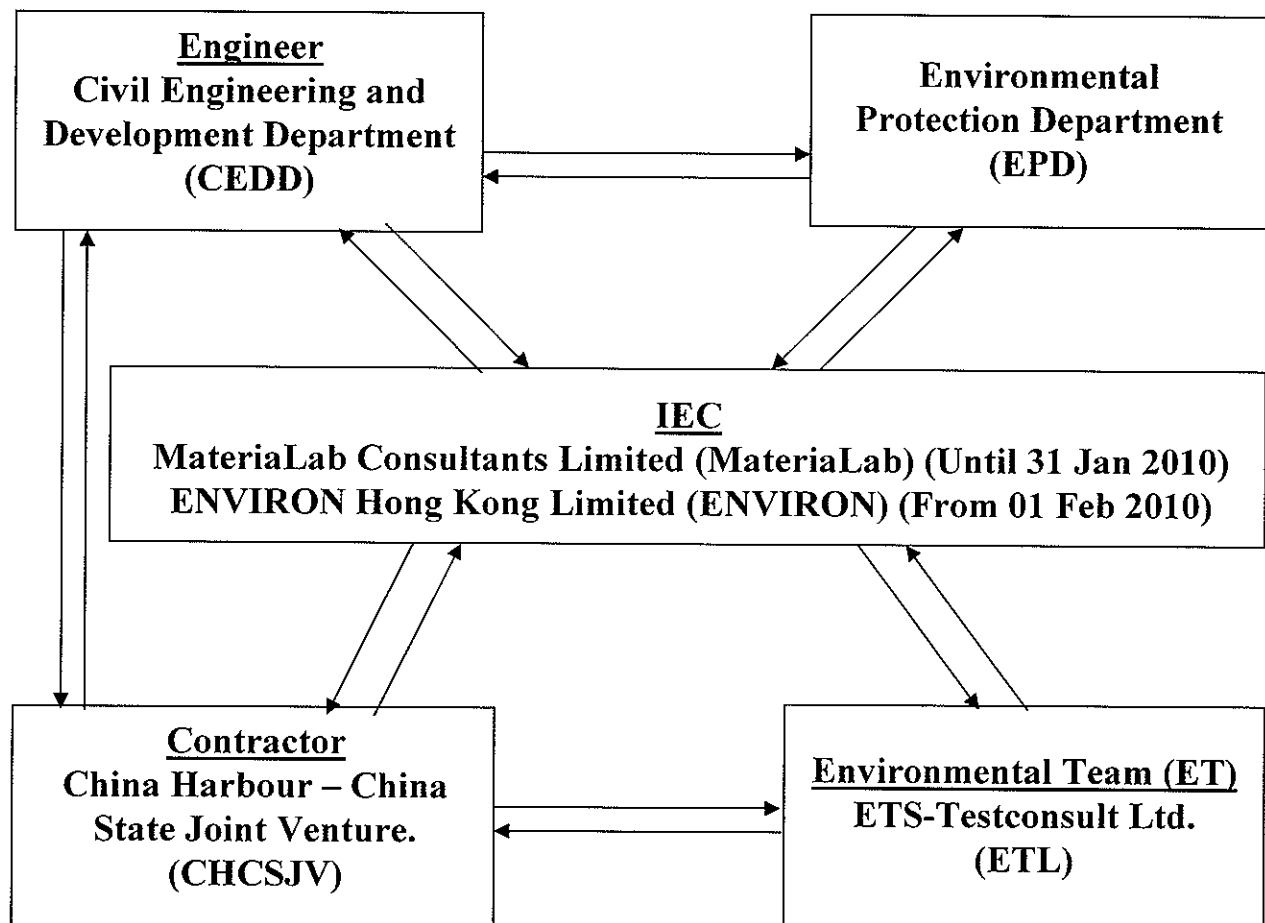 Engineer
Civil Engineering and
Development Department
(CEDD)
Environmental
Protection Department
(EPD)
IEC
MateriaLab Consultants Limited (MateriaLab) (Until 31 Jan 2010)
ENVIRON Hong Kong Limited (ENVIRON) (From 01 Feb 2010)
Contractor
China Harbour – China
State Joint Venture.
(CHCSJV)
Environmental Team (ET)
ETS-Testconsult Ltd.
(ETL)